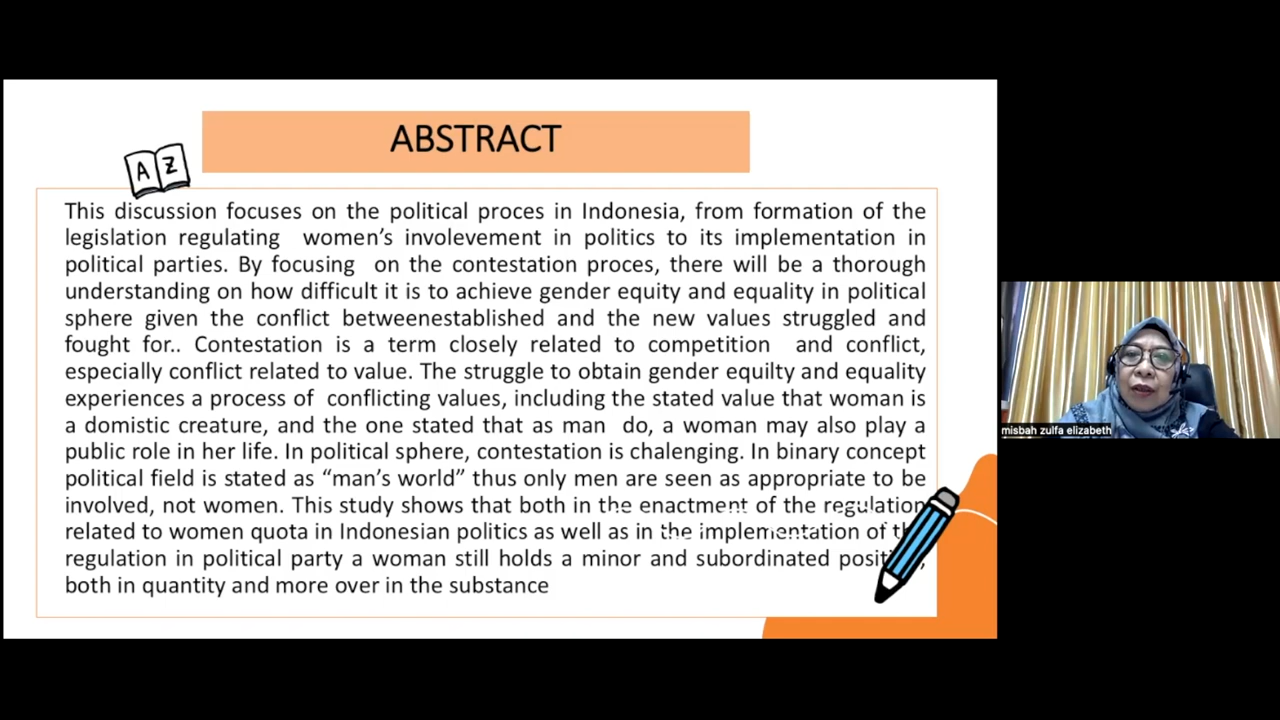 ABSTRACT
A Z
This discussion focuses on the political proces in Indonesia, from formation of the
legislation regulating women's involevement in politics to its implementation in
political parties. By focusing on the contestation proces, there will be a thorough
understanding on how difficult it is to achieve gender equity and equality in political
sphere given the conflict betweenestablished and the new values struggled and
fought for.. Contestation is a term closely related to competition and conflict,
especially conflict related to value. The struggle to obtain gender equilty and equality
experiences a process of conflicting values, including the stated value that woman is
a domistic creature, and the one stated that as man do, a woman may also play a
public role in her life. In political sphere, contestation is chalenging. In binary concept
political field is stated as “man's world” thus only men are seen as appropriate to be
involved, not women. This study shows that both in the enactment of the regulation
related to women quota in Indonesian politics as well as in the implementation of
regulation in political party a woman still holds a minor and subordinated
both in quantity and more over in the substance
misbah zulfa elizabeth